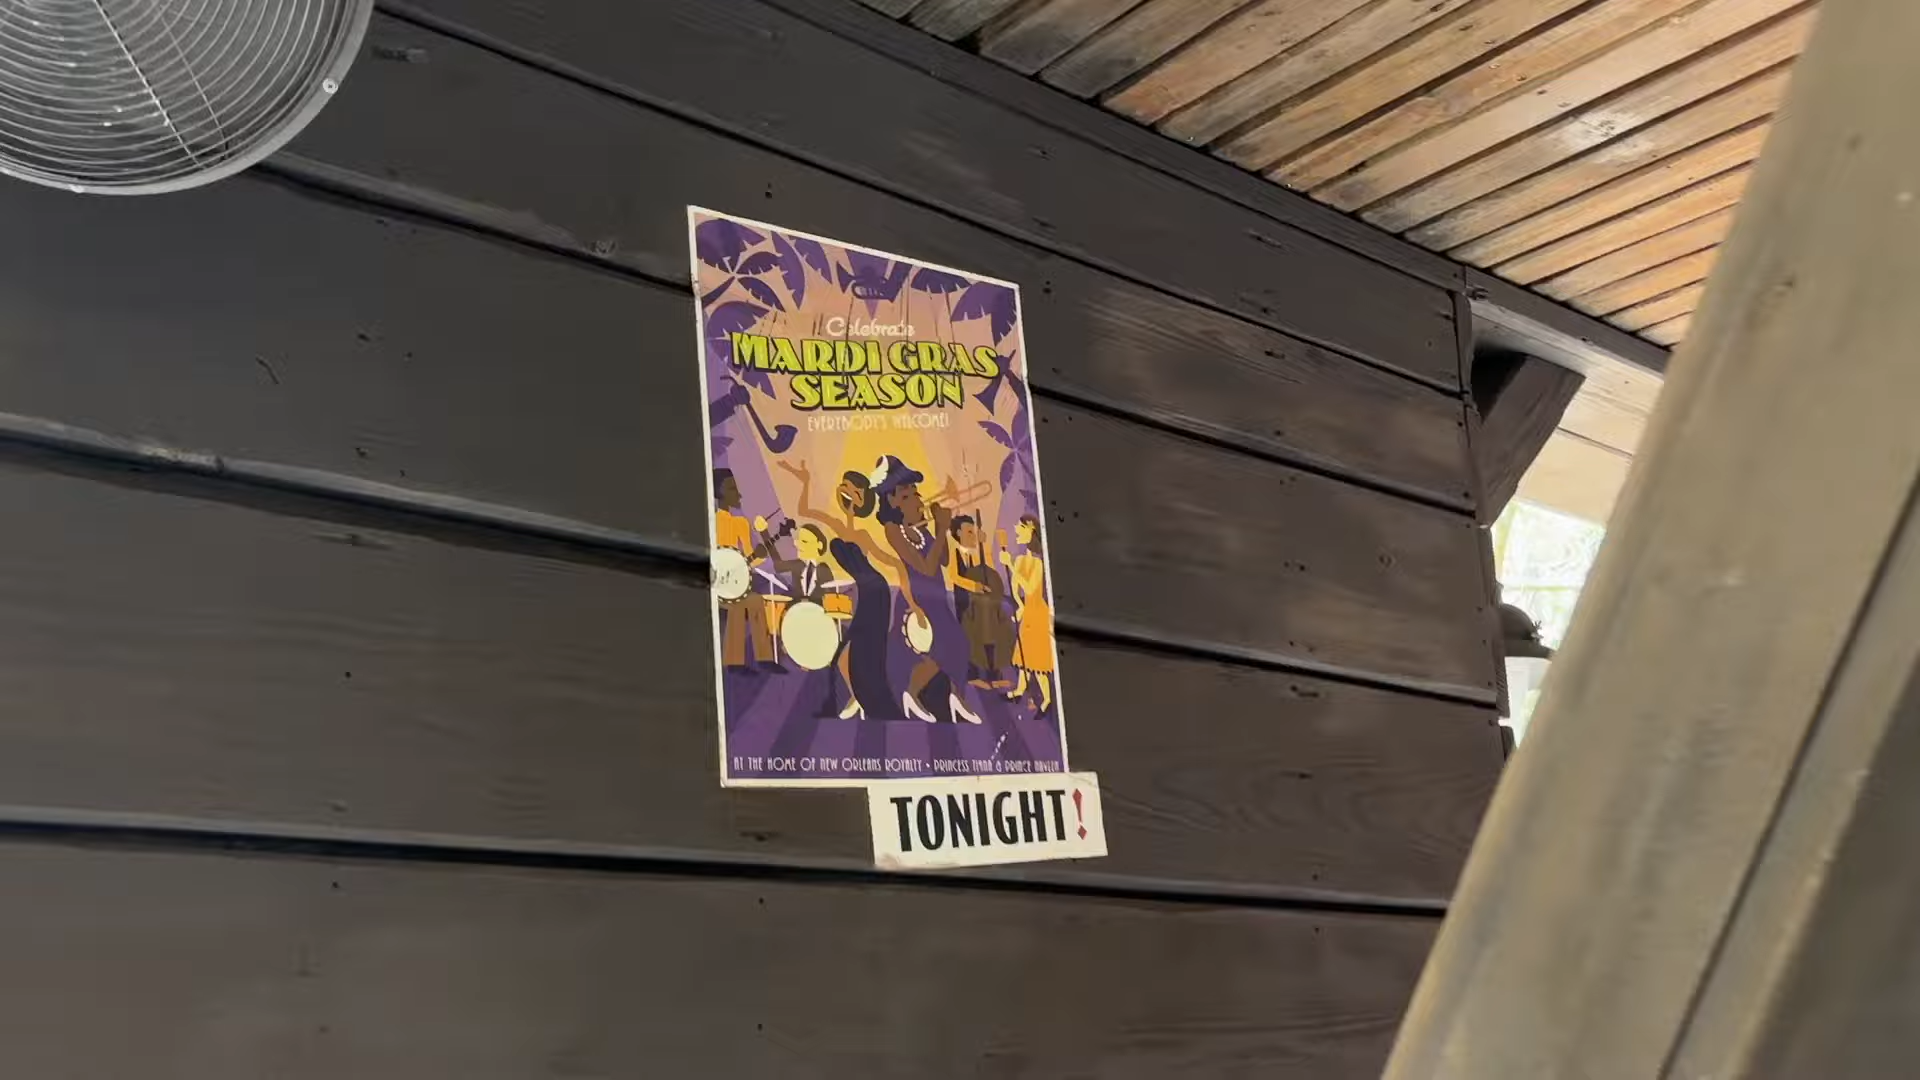 Celebrate
MARDI GRAS
SEASON
EVERYBODY'S WELCOME!
AT THE HOME OF NEW ORLEANS ROYALTY • PRINCESS TIANA & PRINCE NAVEEN
TONIGHT!